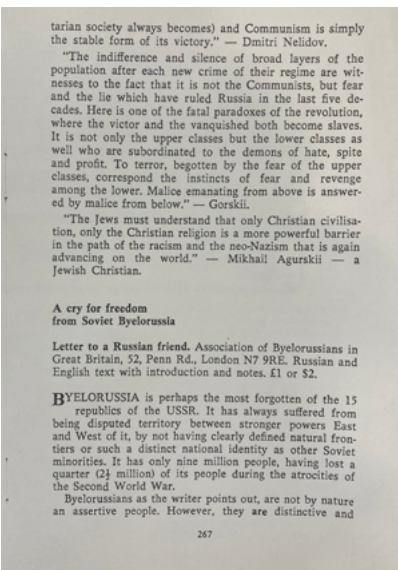 tarian society always becomes) and Communism is simply
the stable form of its victory." — Dmitri Nelidov.
"The indifference and silence of broad layers of the
population after each new crime of their regime are wit-
nesses to the fact that it is not the Communists, but fear
and the lie which have ruled Russia in the last five de-
cades. Here is one of the fatal paradoxes of the revolution,
where the victor and the vanquished both become slaves.
It is not only the upper classes but the lower classes as
well who are subordinated to the demons of hate, spite
and profit. To terror, begotten by the fear of the upper
classes, correspond the instincts of fear and revenge
among the lower. Malice emanating from above is answer-
ed by malice from below." — Gorskii.
"The Jews must understand that only Christian civilisa-
tion, only the Christian religion is a more powerful barrier
in the path of the racism and the neo-Nazism that is again
advancing on the world." — Mikhail Agurskii — a
Jewish Christian.
A cry for freedom
from Soviet Byelorussia
Letter to a Russian friend. Association of Byelorussians in
Great Britain, 52, Penn Rd., London N7 9RE. Russian and
English text with introduction and notes. £1 or $2.
BYELORUSSIA is perhaps the most forgotten of the 15
republics of the USSR. It has always suffered from
being disputed territory between stronger powers East
and West of it, by not having clearly defined natural fron-
tiers or such a distinct national identity as other Soviet
minorities. It has only nine million people, having lost a
quarter (2½ million) of its people during the atrocities of
the Second World War.
Byelorussians as the writer points out, are not by nature
an assertive people. However, they are distinctive and
267